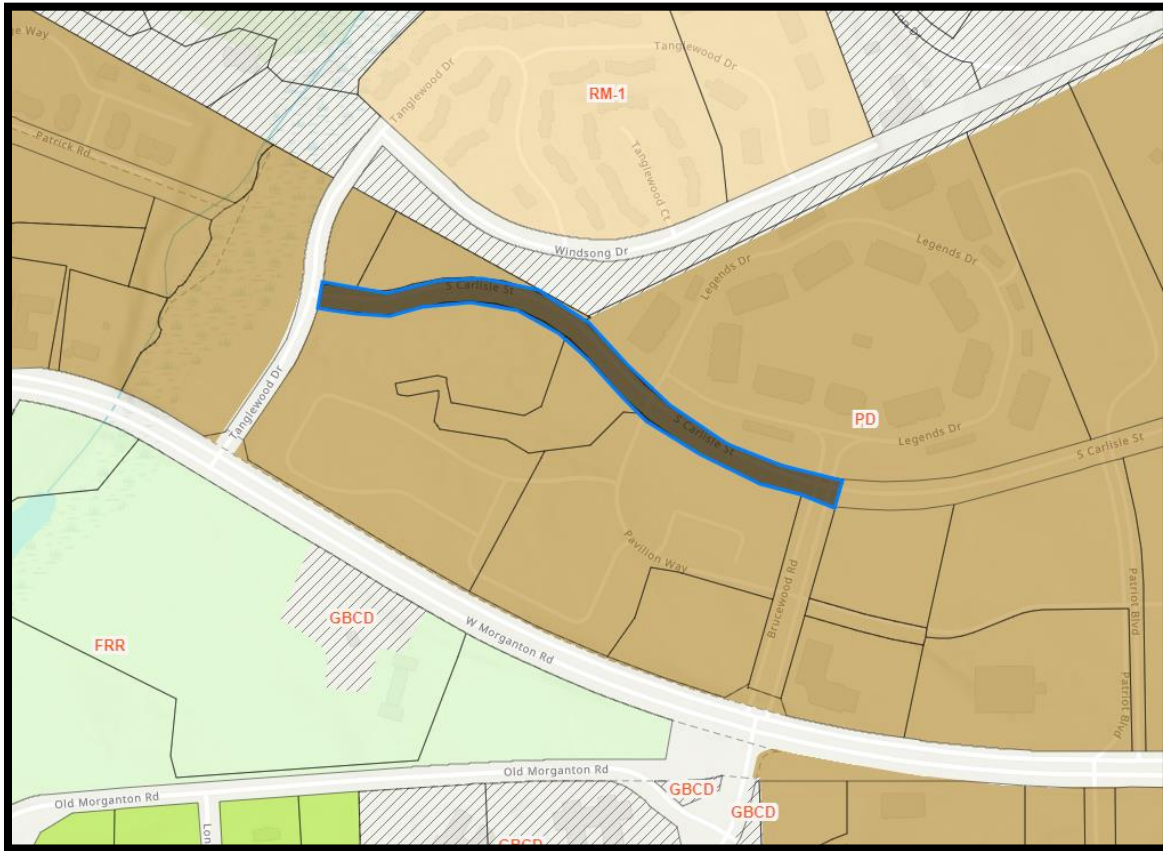 Tanglewood Dr
Tanglewood Dr
RM-1
Patrick Rd
Tanglewood Ct
Windsong Dr
Legends Dr
Legends Dr
S Carlisle St
PD
Tanglewood Dr
S Carlisle St
Legends Dr
S Carlisle St
Pavilion Way
Brucewood Rd
Patriot Blvd
GBCD
W Morganton Rd
FRR
Patriot Blvd
Old Morganton Rd
GBCD
Old Morganton Rd
GBCD
Lon
GBCD